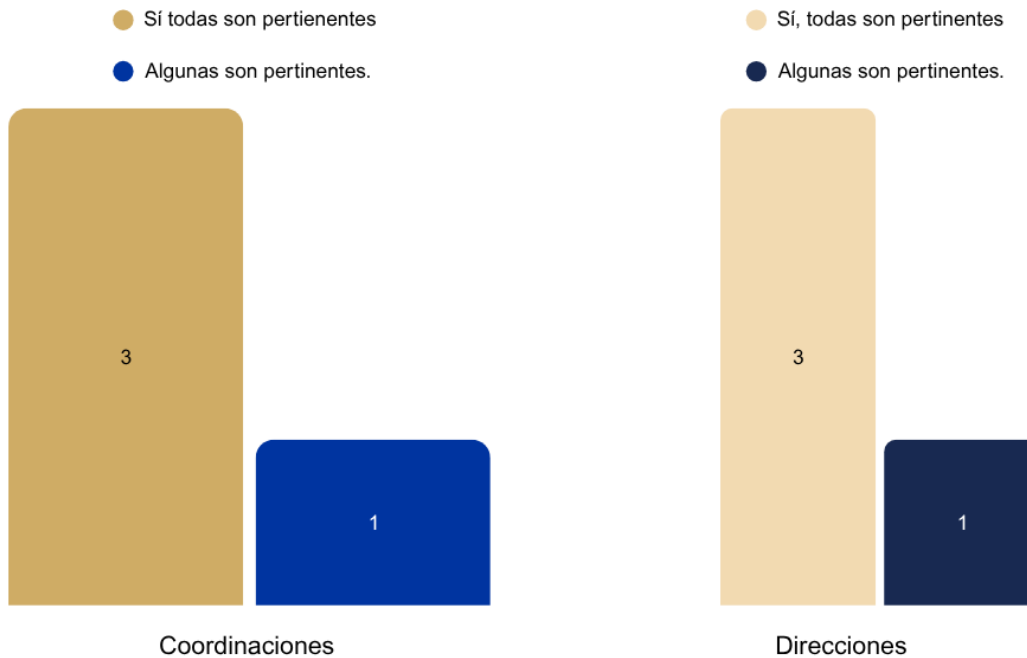 Sí todas son pertienentes
Algunas son pertinentes.
3
1
Coordinaciones
Sí, todas son pertinentes
Algunas son pertinentes.
3
1
Direcciones